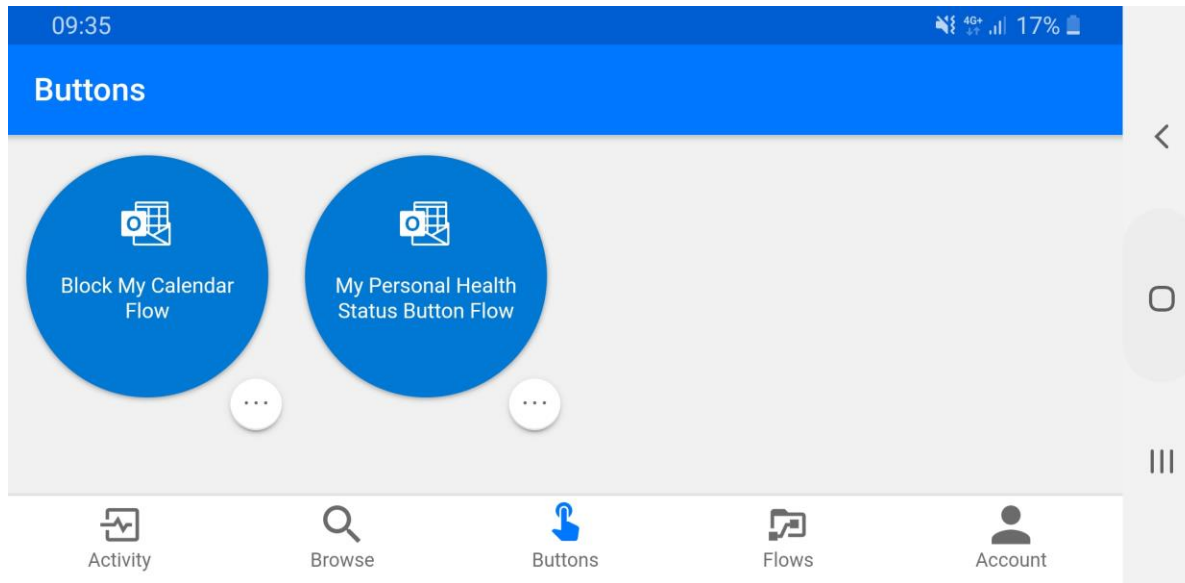 09:35
4G+ 17%
Buttons
O
Block My Calendar
Flow
O
My Personal Health
Status Button Flow
Activity
Browse
Buttons
Flows
Account